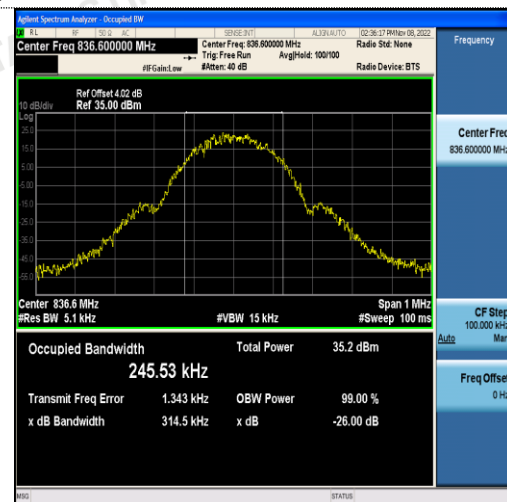 Agilent Spectrum Analyzer - Occupied BW
RL RF 50 Ω AC SENSE:INT ALIGN AUTO 02:36:17 PM Nov 08, 2022
Center Freq 836.600000 MHz
Center Freq: 836.600000 MHz
Radio Std: None
Trig: Free Run Avg|Hold: 100/100
#IFGain:Low #Atten: 40 dB Radio Device: BTS
Frequency
Ref Offset 4.02 dB
10 dB/div Ref 35.00 dBm
Log
25.0
15.0
5.00
-5.00
-15.0
-25.0
-35.0
-45.0
-55.0
Center Freq
836.600000 MHz
Center 836.6 MHz Span 1 MHz
#Res BW 5.1 kHz #VBW 15 kHz #Sweep 100 ms
CF Step
100.000 kHz
Auto Man
Occupied Bandwidth Total Power 35.2 dBm
245.53 kHz
Transmit Freq Error 1.343 kHz OBW Power 99.00 %
x dB Bandwidth 314.5 kHz x dB -26.00 dB
Freq Offset
0 Hz
MSG STATUS